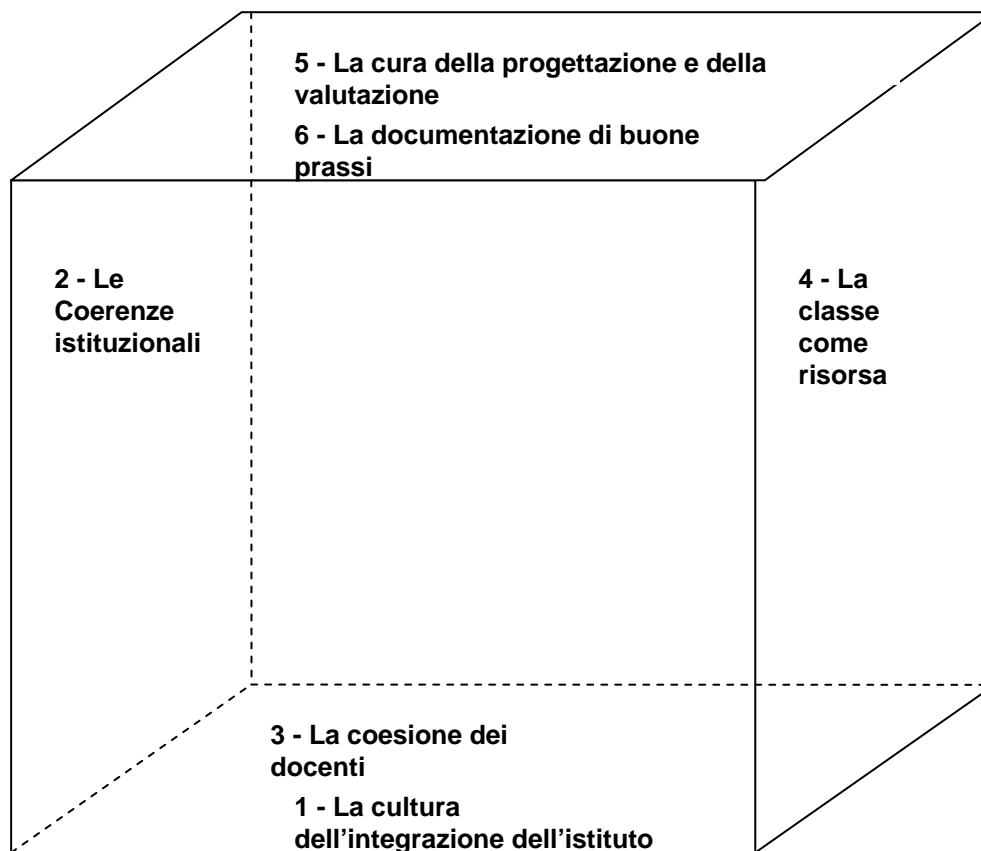 5 - La cura della progettazione e della
valutazione
6 - La documentazione di buone
prassi
2 - Le
Coerenze
istituzionali
4 - La
classe
come
risorsa
3 - La coesione dei
docenti
1 - La cultura
dell’integrazione dell’istituto